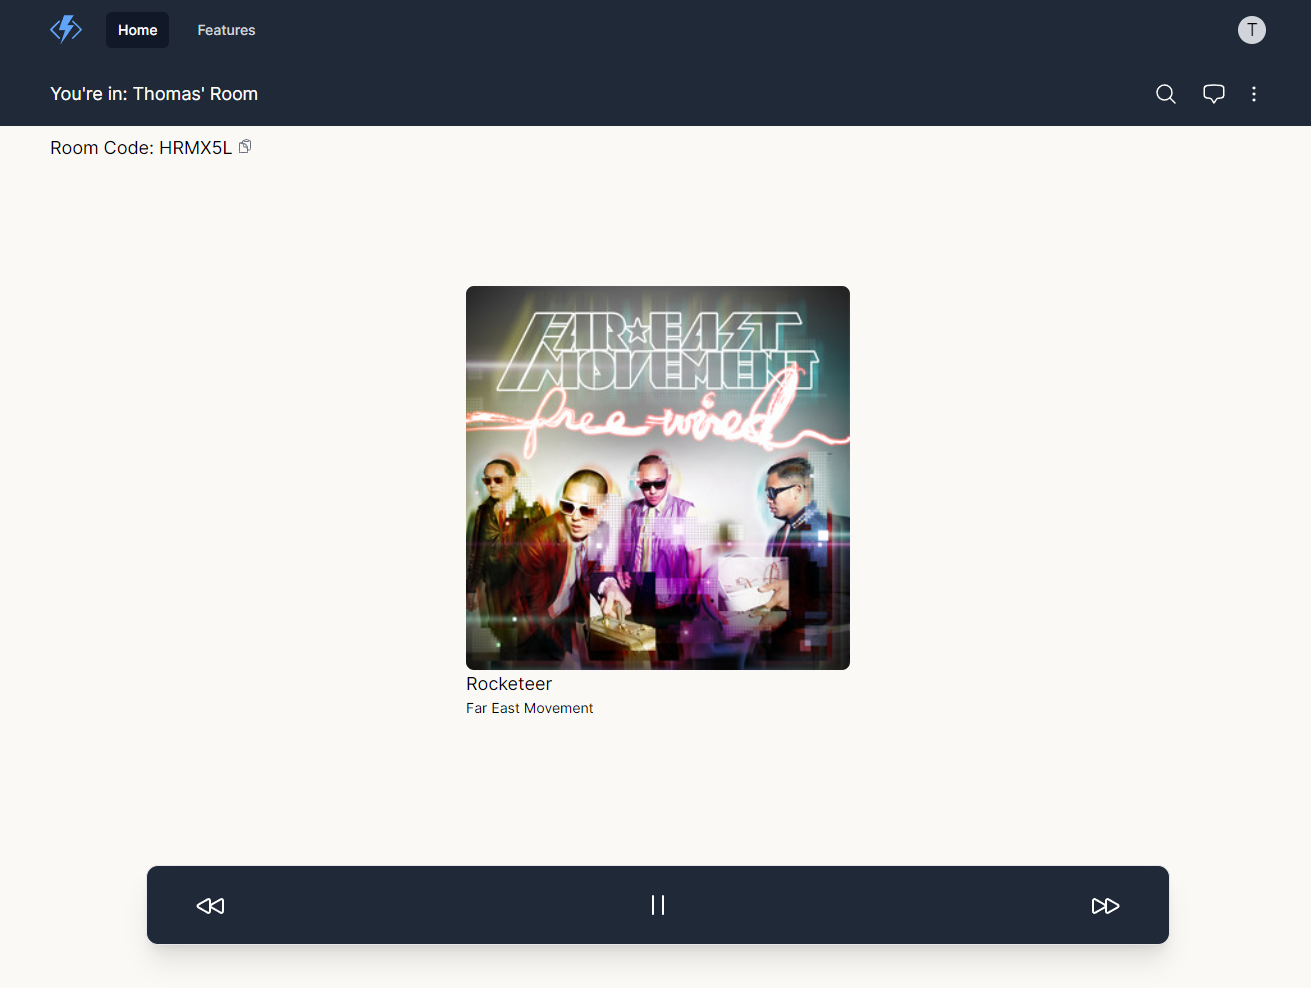 Home
Features
T
You're in: Thomas' Room
Room Code: HRMX5L
FAR★EAST
MOVEMENT
free wired
Rocketeer
Far East Movement